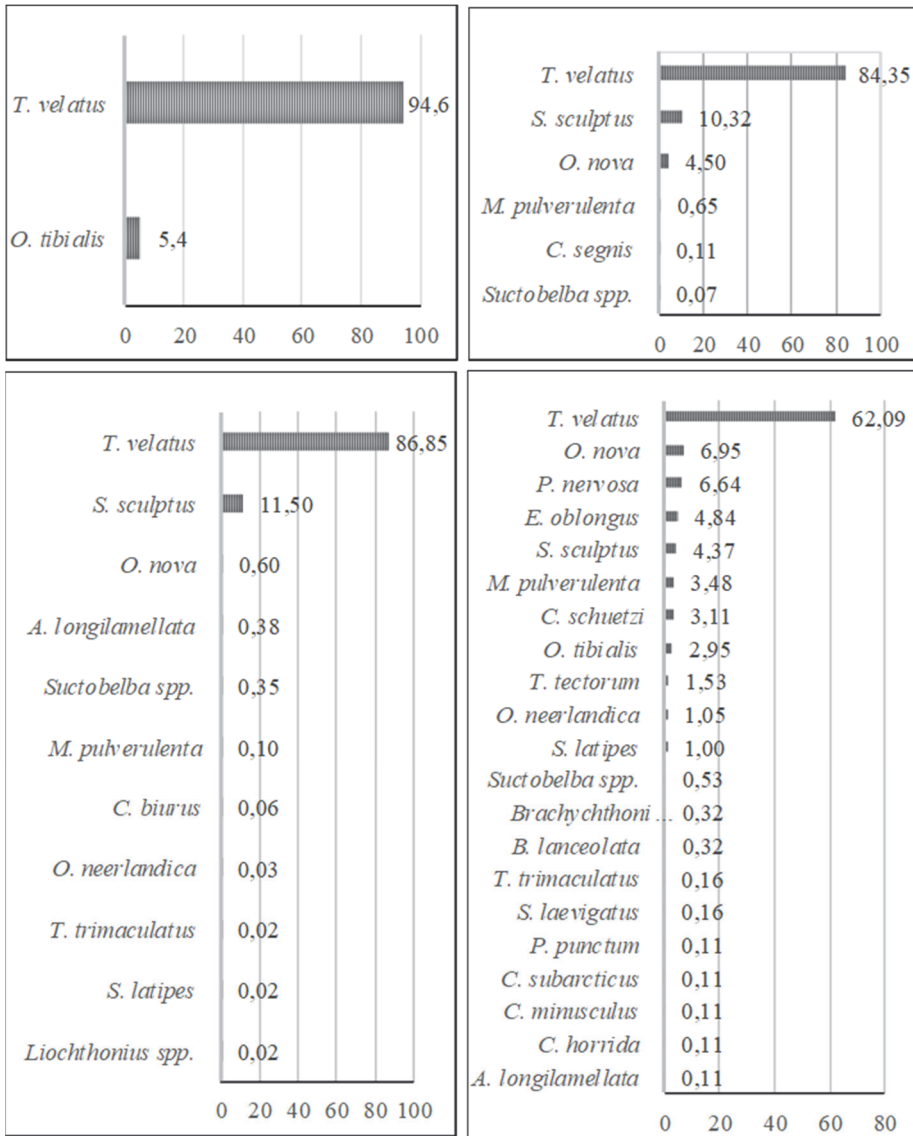 0 20 40 60 80 100
T. velatus 94,6
O. tibialis 5,4
T. velatus 84,35
S. sculptus 10,32
O. nova 4,50
M. pulverulenta 0,65
C. segnis 0,11
Suctobelba spp. 0,07
0 20 40 60 80 100
T. velatus 86,85
S. sculptus 11,50
O. nova 0,60
A. longilamellata 0,38
Suctobelba spp. 0,35
M. pulverulenta 0,10
C. biurus 0,06
O. neerlandica 0,03
T. trimaculatus 0,02
S. latipes 0,02
Liochthonius spp. 0,02
0 20 40 60 80 100
T. velatus 62,09
O. nova 6,95
P. nervosa 6,64
E. oblongus 4,84
S. sculptus 4,37
M. pulverulenta 3,48
C. schuetzi 3,11
O. tibialis 2,95
T. tectorum 1,53
O. neerlandica 1,05
S. latipes 1,00
Suctobelba spp. 0,53
Brachychthoni ... 0,32
B. lanceolata 0,32
T. trimaculatus 0,16
S. laevigatus 0,16
P. punctum 0,11
C. subarcticus 0,11
C. minusculus 0,11
C. horrida 0,11
A. longilamellata 0,11
0 20 40 60 80